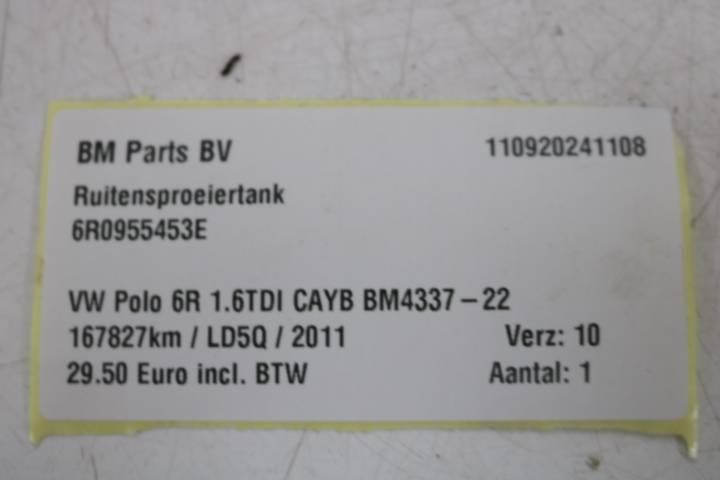 BM Parts BV 110920241108
Ruitensproeiertank
6R0955453E
VW Polo 6R 1.6TDI CAYB BM4337-22
167827km / LD5Q / 2011 Verz: 10
29.50 Euro incl. BTW Aantal: 1